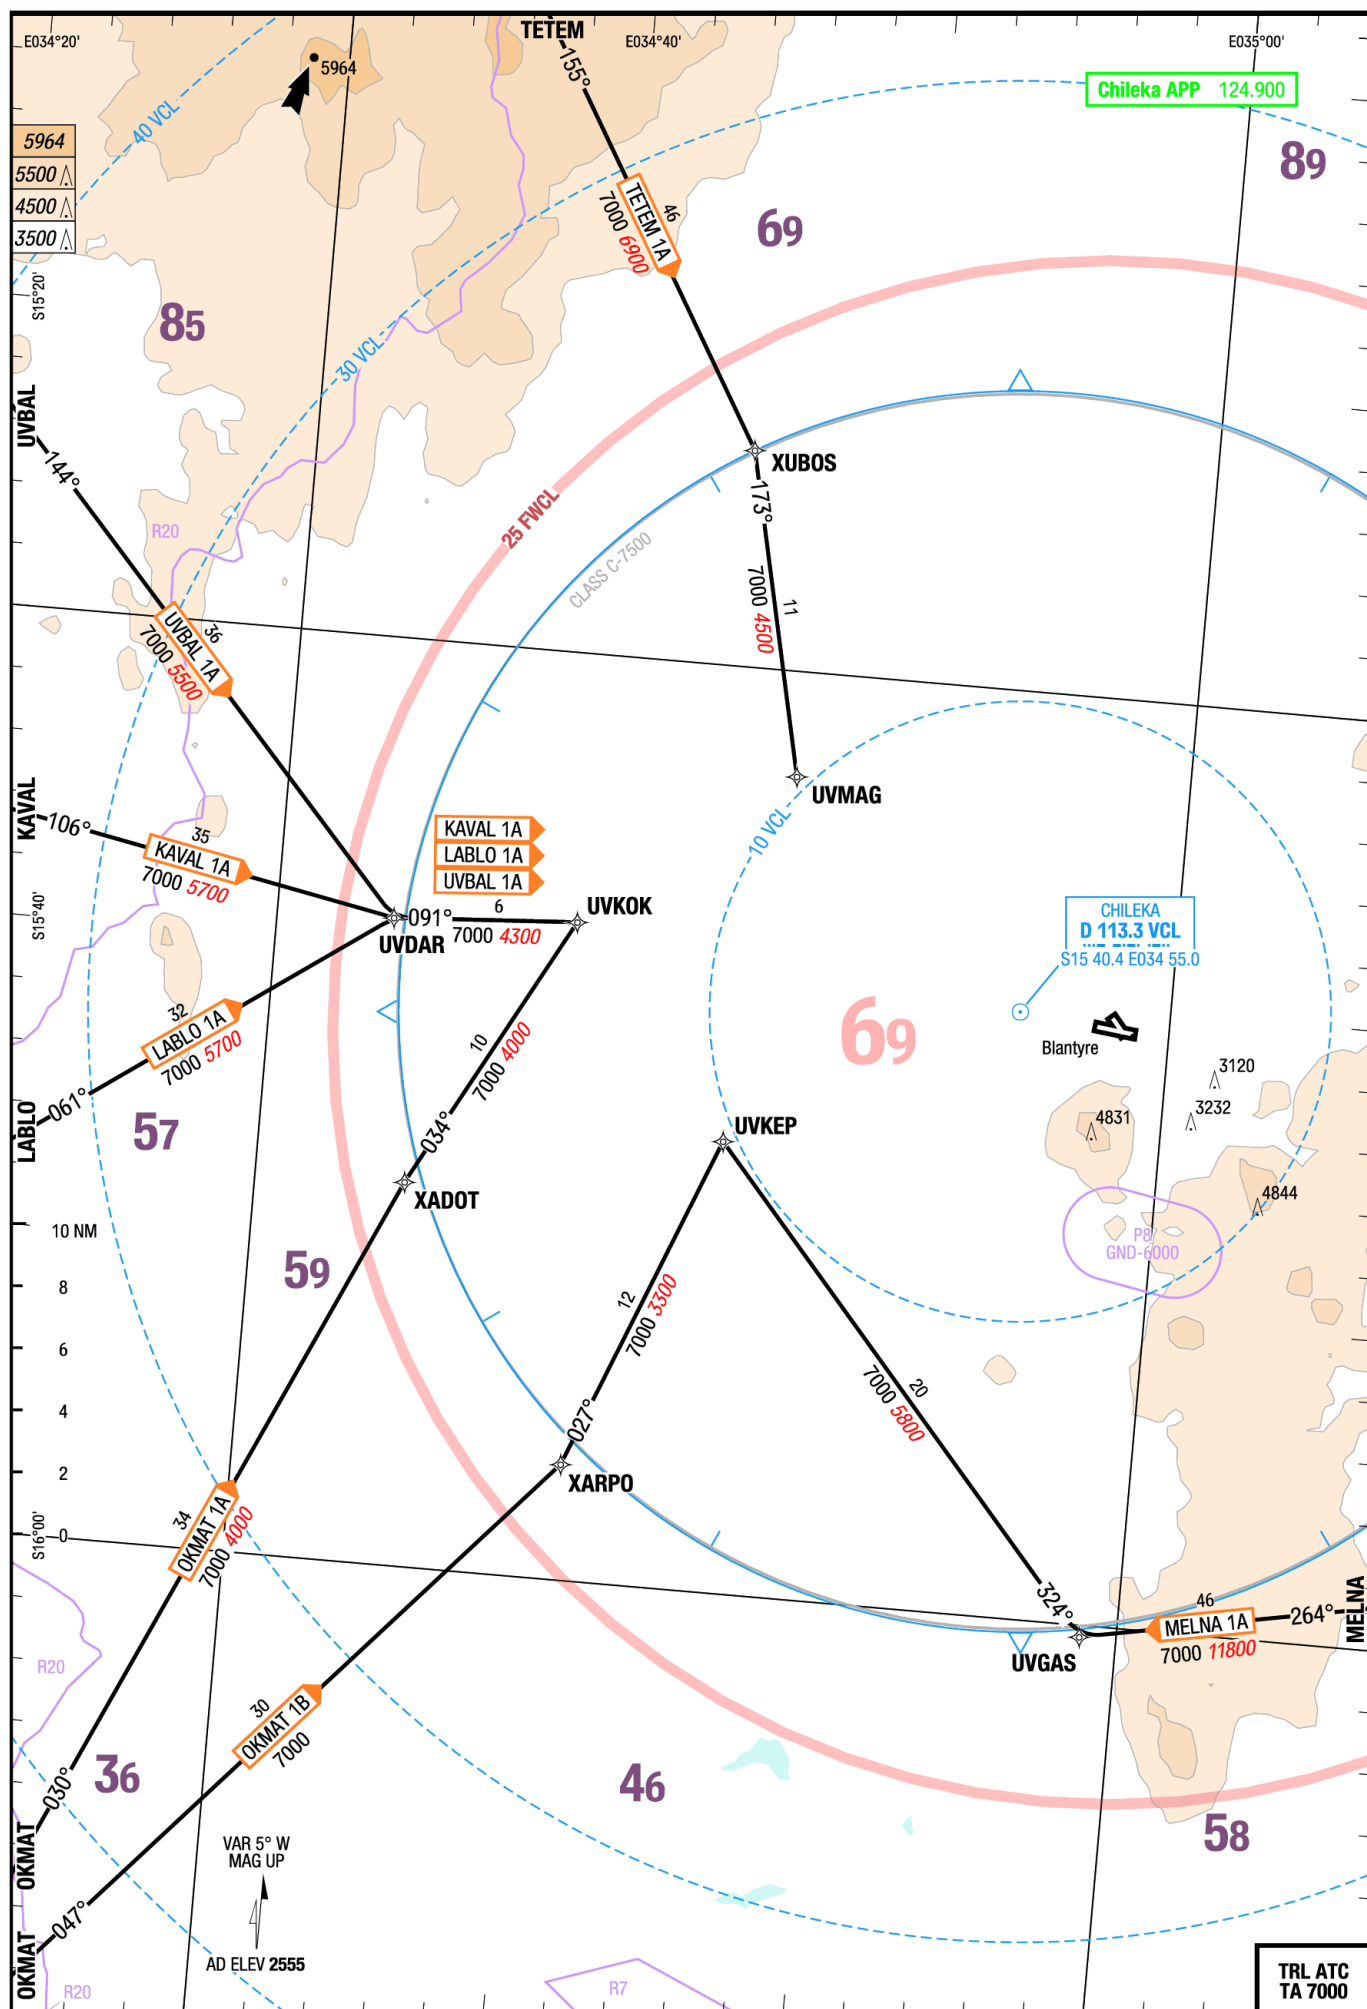 TETEM
E034°20'
E034°40'
E035°00'
5964
155°
Chileka APP 124.900
40 VCL
5964
5500
4500
3500
89
TETEM 1A
46
7000 6900
69
S15°20'
85
30 VCL
UVBAL
144°
XUBOS
173°
25 FWCL
R20
CLASS C-7500
7000 4500
11
UVBAL 1A
36
7000 5500
KAVAL
106°
UVMAG
10 VCL
35
KAVAL 1A
7000 5700
KAVAL 1A
LABLO 1A
UVBAL 1A
S15°40'
UVDAR
091°
6
7000 4300
UVKOK
CHILEKA
D 113.3 VCL
S15 40.4 E034 55.0
32
LABLO 1A
7000 5700
69
Blantyre
10
7000 4000
LABLO
061°
57
034°
3120
3232
4831
UVKEP
4844
XADOT
P8
GND-6000
10 NM
8
6
4
2
0
59
12
7000 3300
20
7000 5800
027°
XARPO
S16°00'
34
OKMAT 1A
7000 4000
324°
UVGAS
46
MELNA 1A
264°
MELNA
7000 11800
R20
30
OKMAT 1B
7000
36
46
58
030°
OKMAT
VAR 5° W
MAG UP
047°
OKMAT
AD ELEV 2555
R20
R7
TRL ATC
TA 7000